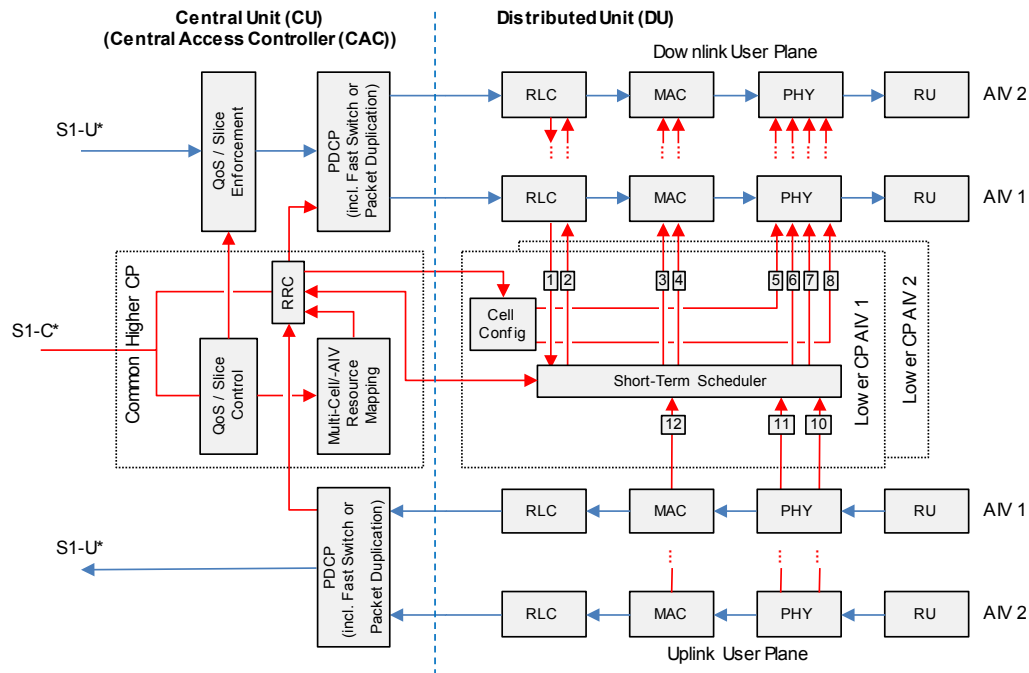 Central Unit (CU)
(Central Access Controller (CAC))
Distributed Unit (DU)
Downlink User Plane
S1-U*
QoS / Slice
Enforcement
PDCP
(incl. Fast Switch or
Packet Duplication)
RLC
MAC
PHY
RU
AIV 2
RLC
MAC
PHY
RU
AIV 1
Common Higher CP
RRC
S1-C*
QoS / Slice
Control
Multi-Cell/-AIV
Resource
Mapping
Cell
Config
1
2
3
4
5
6
7
8
Short-Term Scheduler
12
11
10
Lower CP AIV 1
Lower CP AIV 2
S1-U*
PDCP
(incl. Fast Switch or
Packet Duplication)
RLC
MAC
PHY
RU
AIV 1
RLC
MAC
PHY
RU
AIV 2
Uplink User Plane